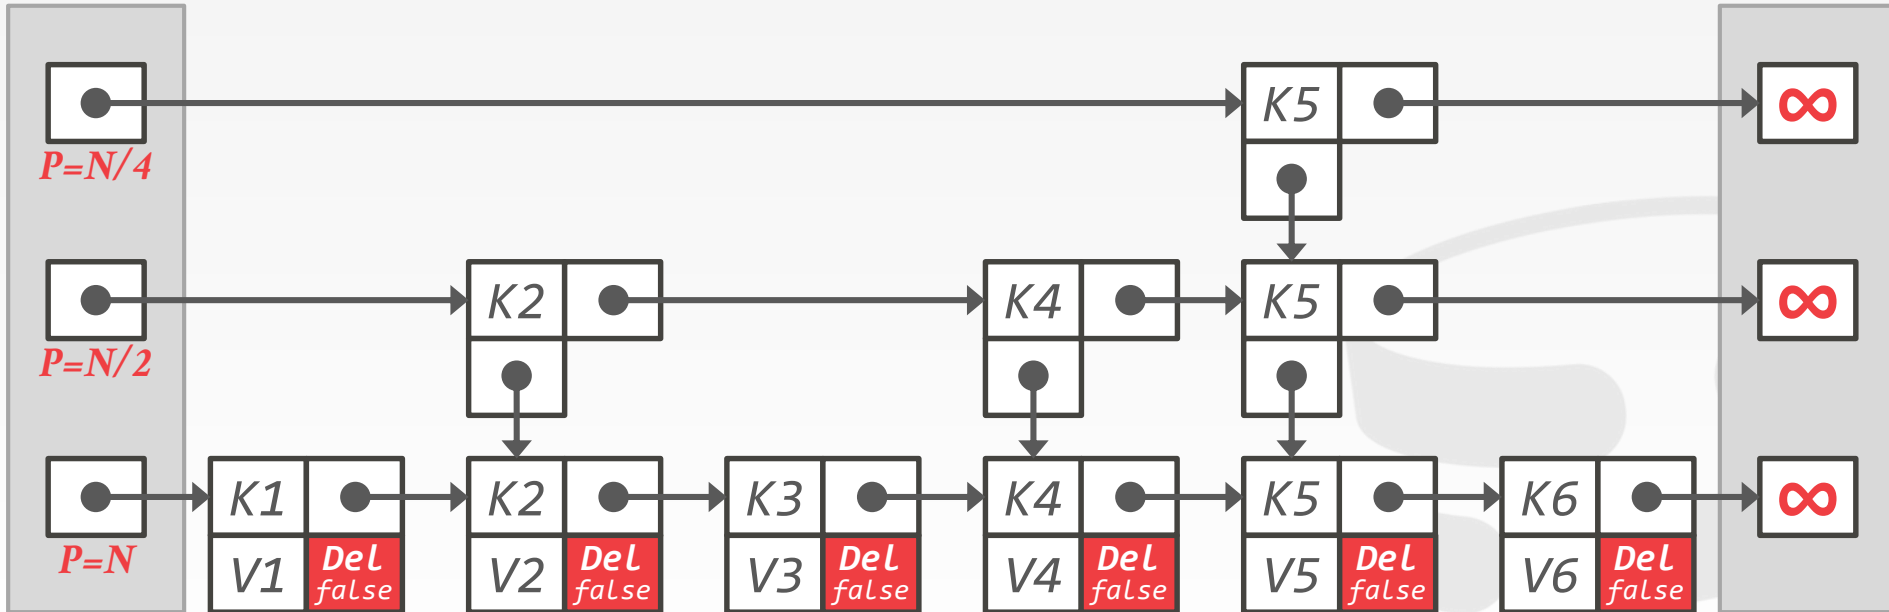 K5 ∞
P=N/4
K2 K4 K5 ∞
P=N/2
K1 K2 K3 K4 K5 K6 ∞
P=N
V1 Del false V2 Del false V3 Del false V4 Del false V5 Del false V6 Del false